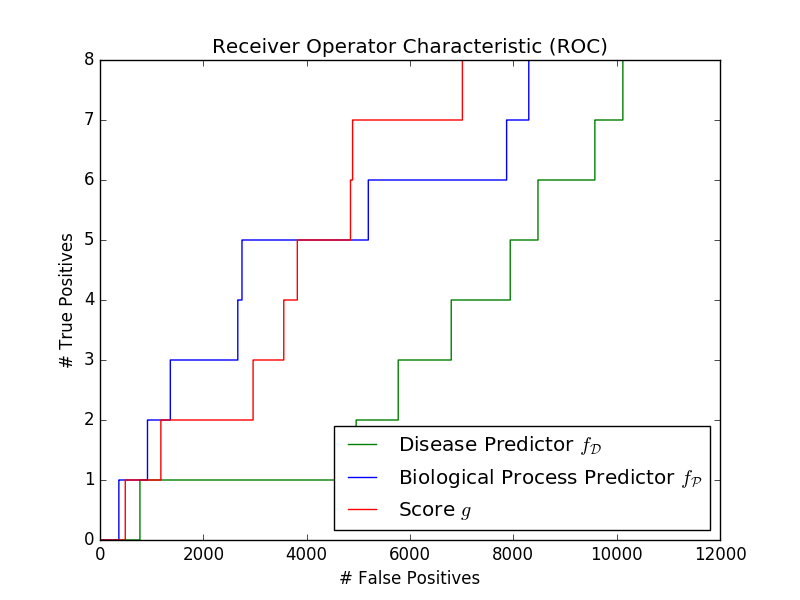 Receiver Operator Characteristic (ROC)
8
7
6
5
4
3
2
1
0
# True Positives
Disease Predictor f_𝒟
Biological Process Predictor f_𝒫
Score g
0 2000 4000 6000 8000 10000 12000
# False Positives